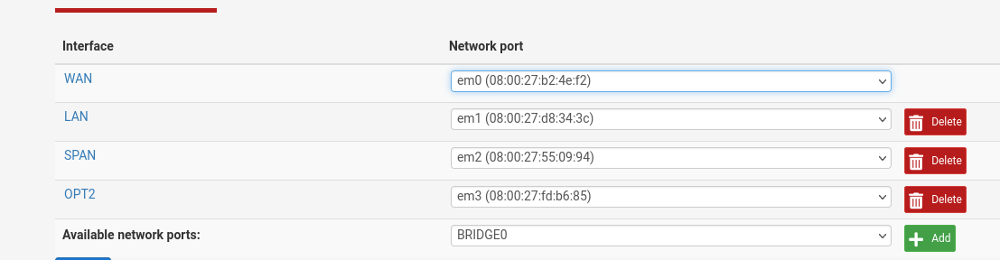 Interface Network port
WAN em0 (08:00:27:b2:4e:f2)
LAN em1 (08:00:27:d8:34:3c) Delete
SPAN em2 (08:00:27:55:09:94) Delete
OPT2 em3 (08:00:27:fd:b6:85) Delete
Available network ports: BRIDGE0 Add